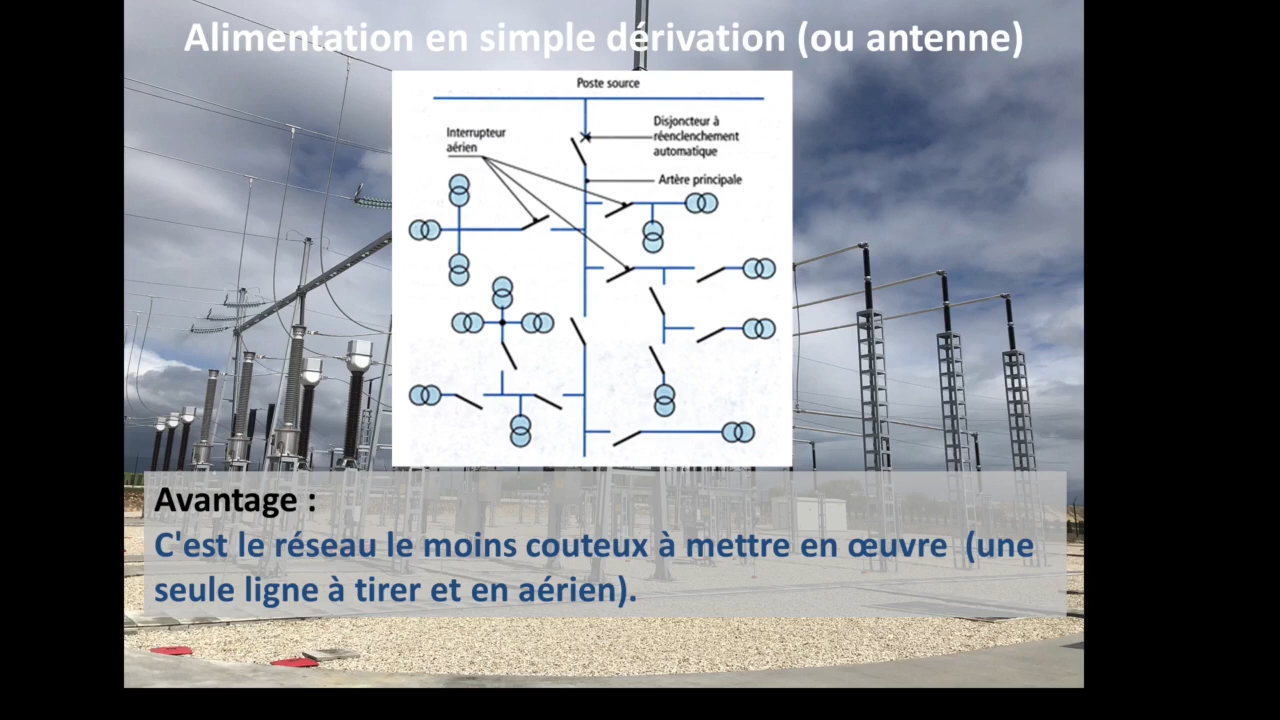 Alimentation en simple dérivation (ou antenne)
Poste source
Interrupteur
aérien
Disjoncteur à
réenclenchement
automatique
Artère principale
Avantage :
C'est le réseau le moins couteux à mettre en œuvre (une
seule ligne à tirer et en aérien).